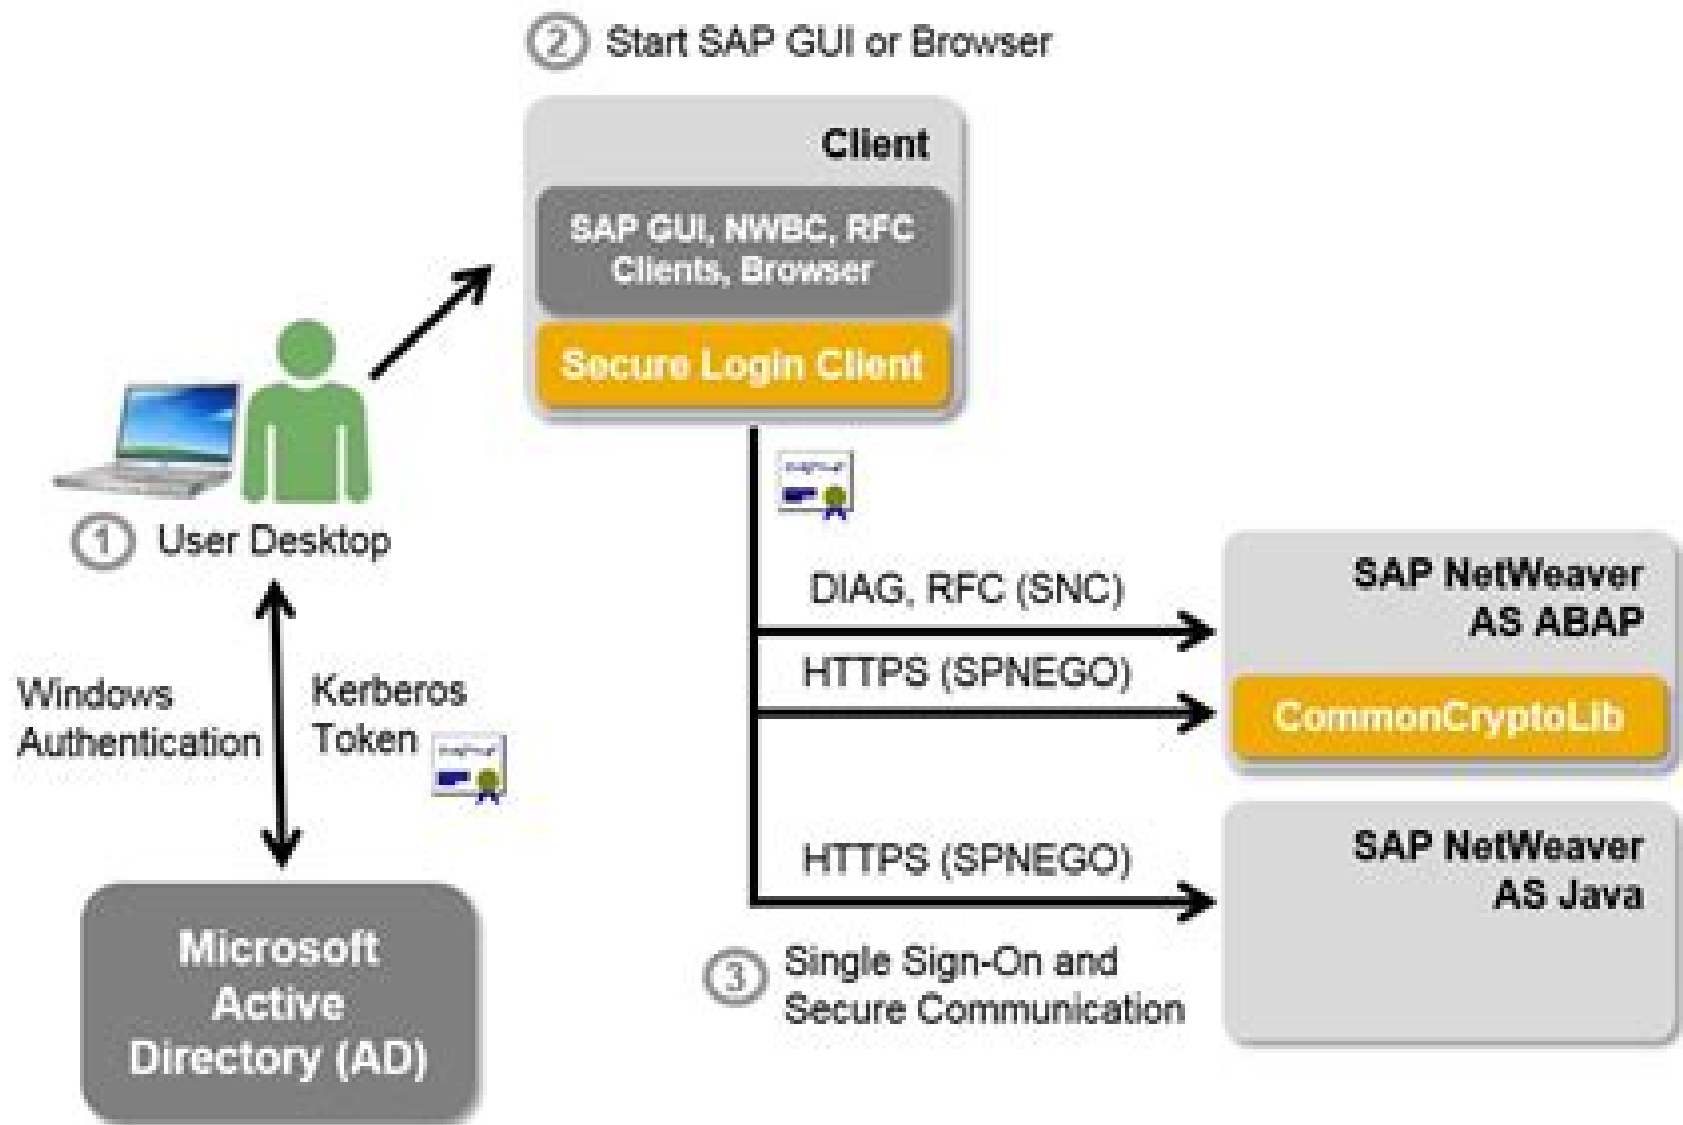 2 Start SAP GUI or Browser
Client
SAP GUI, NWBC, RFC
Clients, Browser
Secure Login Client
1 User Desktop
Windows
Authentication
Kerberos
Token
Microsoft
Active
Directory (AD)
DIAG, RFC (SNC)
HTTPS (SPNEGO)
SAP NetWeaver
AS ABAP
CommonCryptoLib
HTTPS (SPNEGO)
SAP NetWeaver
AS Java
3 Single Sign-On and
Secure Communication